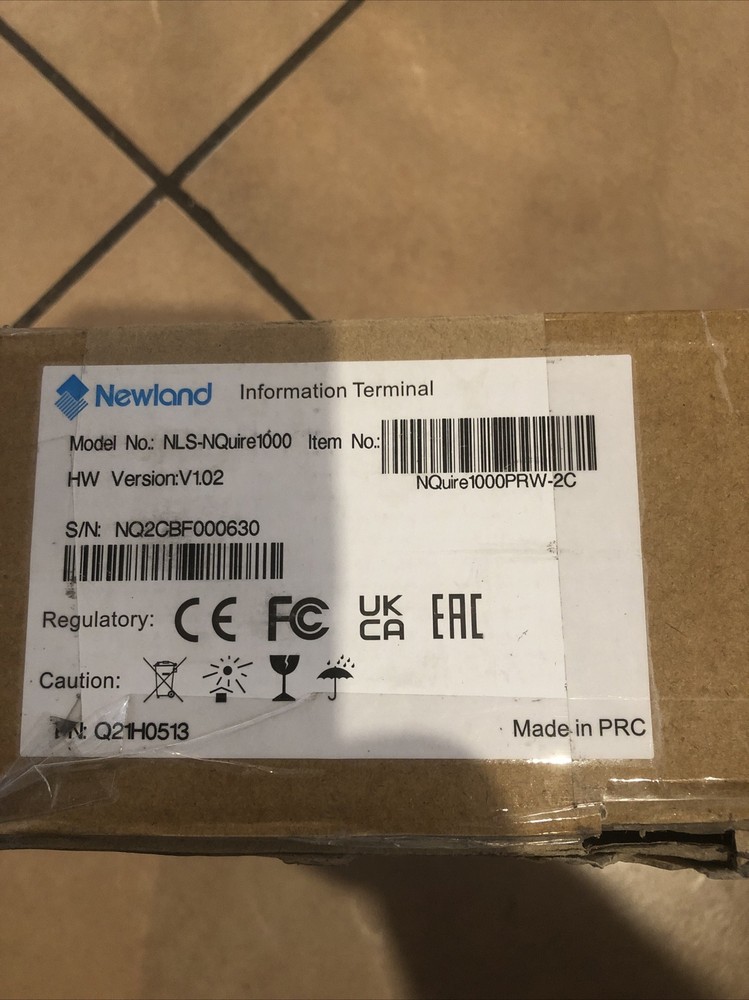 Newland Information Terminal
Model No.: NLS-NQuire1000 Item No.:
NQuire1000PRW-2C
HW Version:V1.02
S/N: NQ2CBF000630
Regulatory: CE FC UK CA EAC
Caution:
N: Q21H0513 Made in PRC